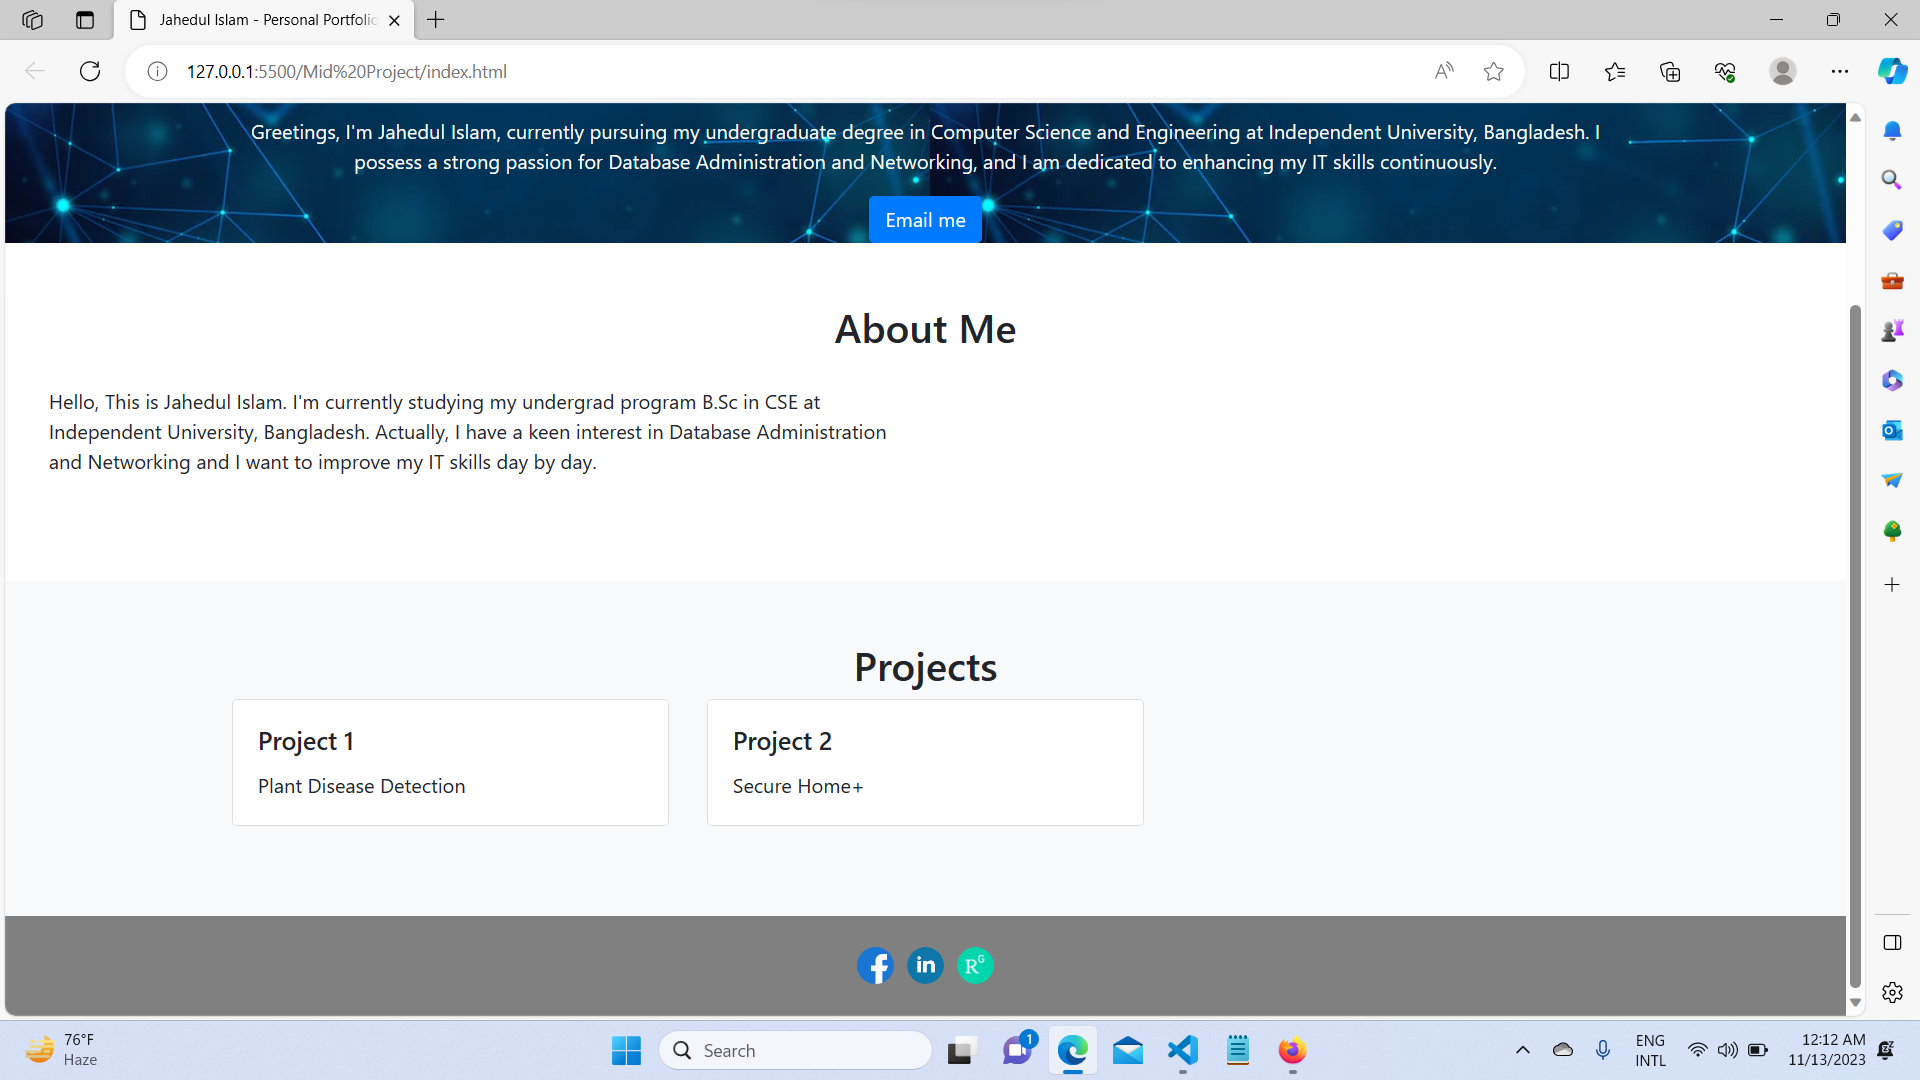 Jahedul Islam - Personal Portfolio
127.0.0.1:5500/Mid%20Project/index.html
Greetings, I'm Jahedul Islam, currently pursuing my undergraduate degree in Computer Science and Engineering at Independent University, Bangladesh. I
possess a strong passion for Database Administration and Networking, and I am dedicated to enhancing my IT skills continuously.
Email me
About Me
Hello, This is Jahedul Islam. I'm currently studying my undergrad program B.Sc in CSE at
Independent University, Bangladesh. Actually, I have a keen interest in Database Administration
and Networking and I want to improve my IT skills day by day.
Projects
Project 1
Plant Disease Detection
Project 2
Secure Home+
f in RG
76°F
Haze
Search
1
ENG
INTL
12:12 AM
11/13/2023